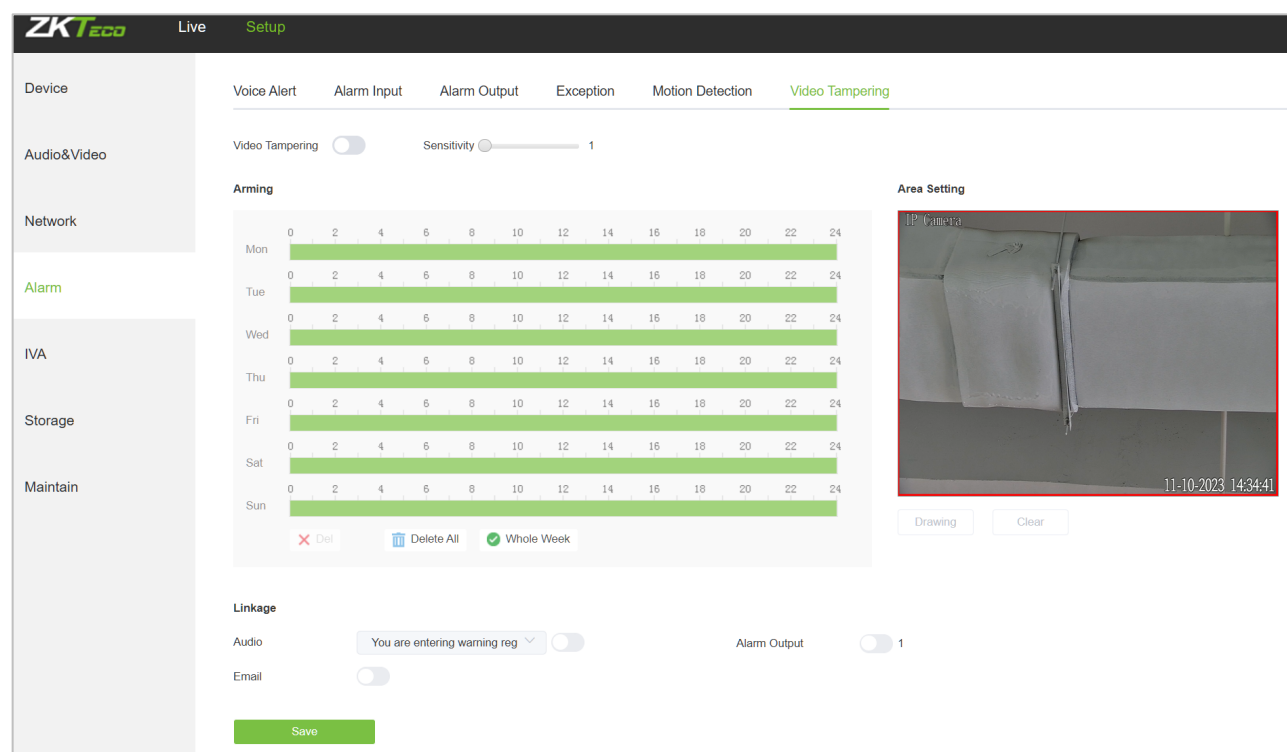 ZKTeco Live Setup
Device
Audio&Video
Network
Alarm
IVA
Storage
Maintain
Voice Alert Alarm Input Alarm Output Exception Motion Detection Video Tampering
Video Tampering Sensitivity 1
Arming
0 2 4 6 8 10 12 14 16 18 20 22 24
Mon
0 2 4 6 8 10 12 14 16 18 20 22 24
Tue
0 2 4 6 8 10 12 14 16 18 20 22 24
Wed
0 2 4 6 8 10 12 14 16 18 20 22 24
Thu
0 2 4 6 8 10 12 14 16 18 20 22 24
Fri
0 2 4 6 8 10 12 14 16 18 20 22 24
Sat
0 2 4 6 8 10 12 14 16 18 20 22 24
Sun
Del Delete All Whole Week
Area Setting
IP Camera
11-10-2023 14:34:41
Drawing Clear
Linkage
Audio You are entering warning reg Alarm Output 1
Email
Save